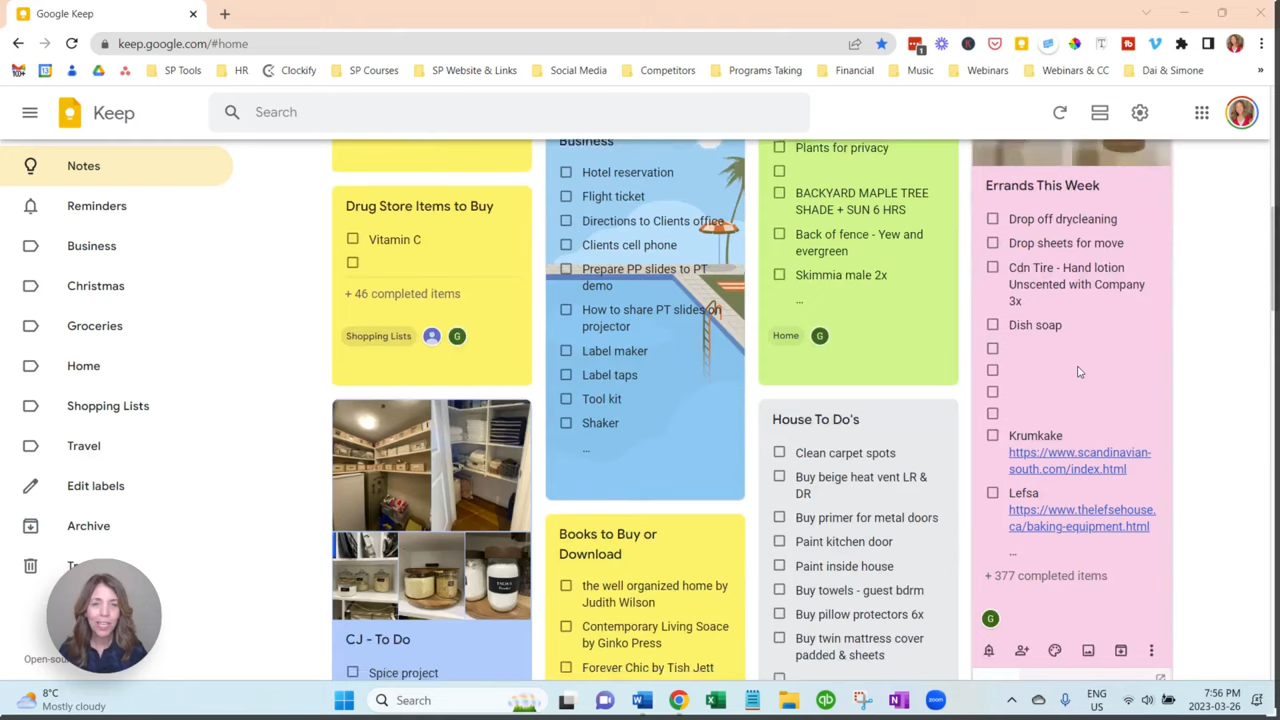 Google Keep
keep.google.com/#home
SP Tools
HR
Clockify
SP Courses
SP Website & Links
Social Media
Competitors
Programs Taking
Financial
Music
Webinars
Webinars & CC
Dai & Simone
»
Keep
Search
Notes
Reminders
Business
Christmas
Groceries
Home
Shopping Lists
Travel
Edit labels
Archive
Drug Store Items to Buy
Vitamin C
+ 46 completed items
Shopping Lists
G
CJ - To Do
Spice project
Business
Hotel reservation
Flight ticket
Directions to Clients office
Clients cell phone
Prepare PP slides to PT
demo
How to share PT slides on
projector
Label maker
Label taps
Tool kit
Shaker
...
Books to Buy or
Download
the well organized home by
Judith Wilson
Contemporary Living Soace
by Ginko Press
Forever Chic by Tish Jett
Plants for privacy
BACKYARD MAPLE TREE
SHADE + SUN 6 HRS
Back of fence - Yew and
evergreen
Skimmia male 2x
...
Home
G
House To Do's
Clean carpet spots
Buy beige heat vent LR &
DR
Buy primer for metal doors
Paint kitchen door
Paint inside house
Buy towels - guest bdrm
Buy pillow protectors 6x
Buy twin mattress cover
padded & sheets
Errands This Week
Drop off drycleaning
Drop sheets for move
Cdn Tire - Hand lotion
Unscented with Company
3x
Dish soap
Krumkake
https://www.scandinavian-
south.com/index.html
Lefsa
https://www.thelefsehouse.
ca/baking-equipment.html
...
+ 377 completed items
G
8°C
Mostly cloudy
Search
ENG
US
7:56 PM
2023-03-26